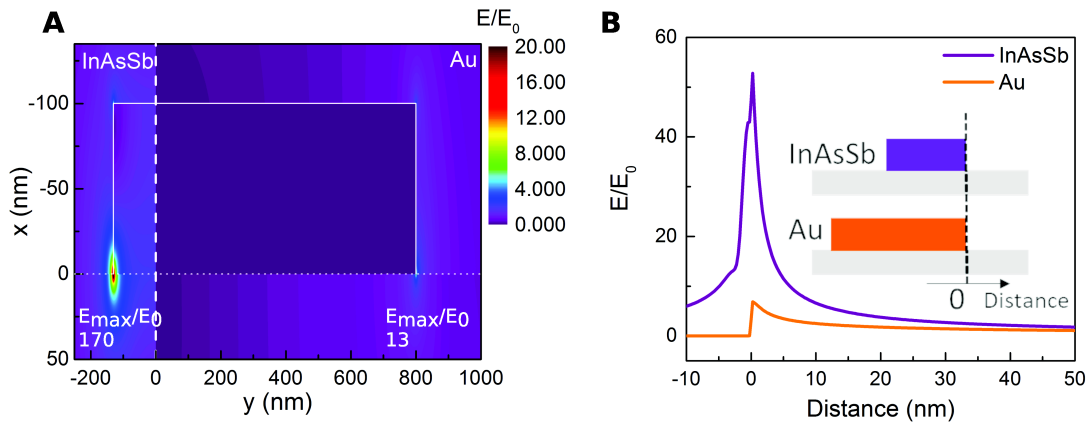 A
E/E0
InAsSb
Au
20.00
16.00
12.00
8.000
4.000
0.000
-100
-50
0
50
x (nm)
Emax/E0
170
Emax/E0
13
-200
0
200
400
600
800
1000
y (nm)
B
60
40
20
0
E/E0
InAsSb
Au
InAsSb
Au
0
Distance
-10
0
10
20
30
40
50
Distance (nm)